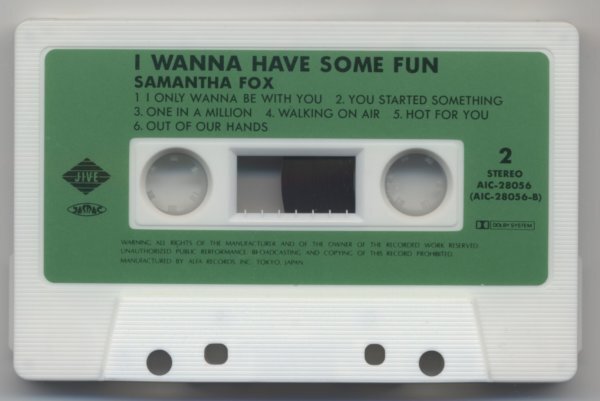 I WANNA HAVE SOME FUN
SAMANTHA FOX
1 I ONLY WANNA BE WITH YOU 2. YOU STARTED SOMETHING
3. ONE IN A MILLION 4. WALKING ON AIR 5. HOT FOR YOU
6. OUT OF OUR HANDS
JIVE
JASRAC
2
STEREO
AIC-28056
(AIC-28056-B)
DOLBY SYSTEM
WARNING: ALL RIGHTS OF THE MANUFACTURER AND OF THE OWNER OF THE RECORDED WORK RESERVED.
UNAUTHORIZED PUBLIC PERFORMANCE BROADCASTING AND COPYING OF THIS RECORD PROHIBITED.
MANUFACTURED BY ALFA RECORDS, INC. TOKYO, JAPAN